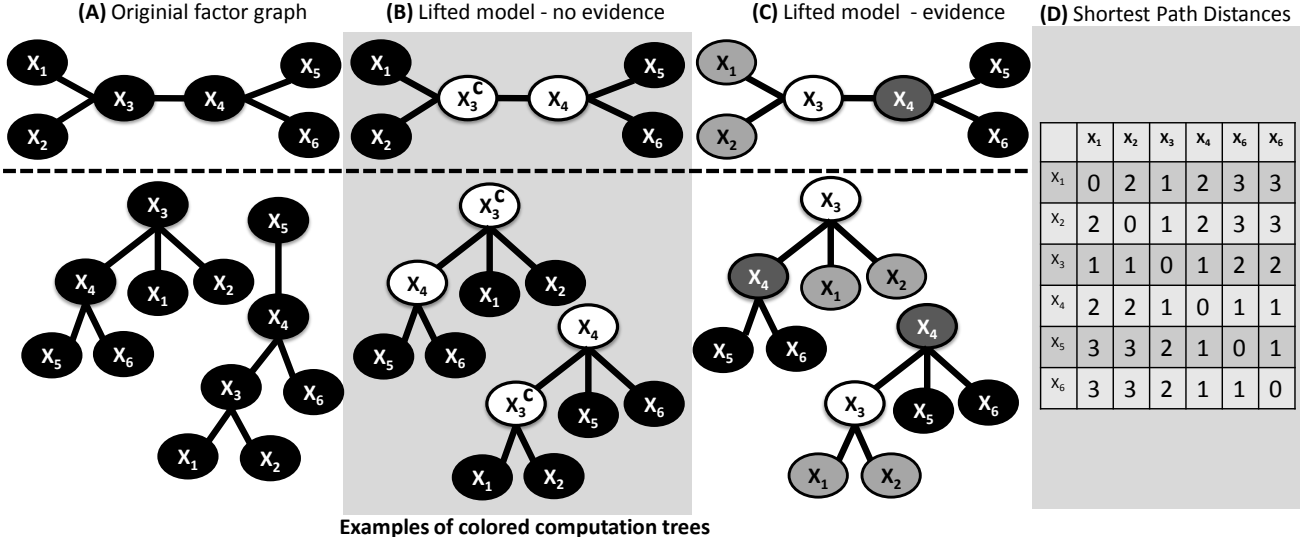 (A) Originial factor graph
(B) Lifted model - no evidence
(C) Lifted model - evidence
(D) Shortest Path Distances
X1
X2
X3
X4
X5
X6
X1
X2
X3 C
X4
X5
X6
X1
X2
X3
X4
X5
X6
X3
X4
X1
X2
X5
X6
X5
X4
X3
X6
X1
X2
X3 C
X4
X1
X2
X5
X6
X4
X3 C
X5
X6
X1
X2
X3
X4
X1
X2
X5
X6
X4
X3
X5
X6
X1
X2
X1 X2 X3 X4 X6 X6
X1 0 2 1 2 3 3
X2 2 0 1 2 3 3
X3 1 1 0 1 2 2
X4 2 2 1 0 1 1
X5 3 3 2 1 0 1
X6 3 3 2 1 1 0
Examples of colored computation trees